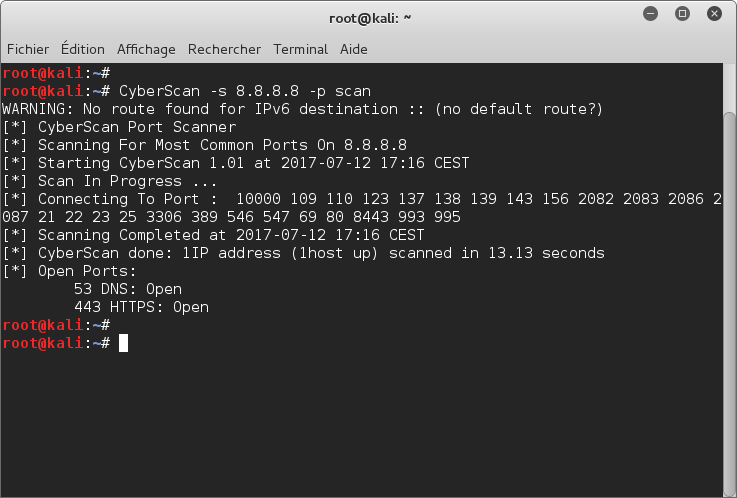 root@kali: ~
Fichier Édition Affichage Rechercher Terminal Aide
root@kali:~#
root@kali:~# CyberScan -s 8.8.8.8 -p scan
WARNING: No route found for IPv6 destination :: (no default route?)
[*] CyberScan Port Scanner
[*] Scanning For Most Common Ports On 8.8.8.8
[*] Starting CyberScan 1.01 at 2017-07-12 17:16 CEST
[*] Scan In Progress ...
[*] Connecting To Port :  10000 109 110 123 137 138 139 143 156 2082 2083 2086 2
087 21 22 23 25 3306 389 546 547 69 80 8443 993 995
[*] Scanning Completed at 2017-07-12 17:16 CEST
[*] CyberScan done: 1IP address (1host up) scanned in 13.13 seconds
[*] Open Ports:
        53 DNS: Open
        443 HTTPS: Open
root@kali:~#
root@kali:~#